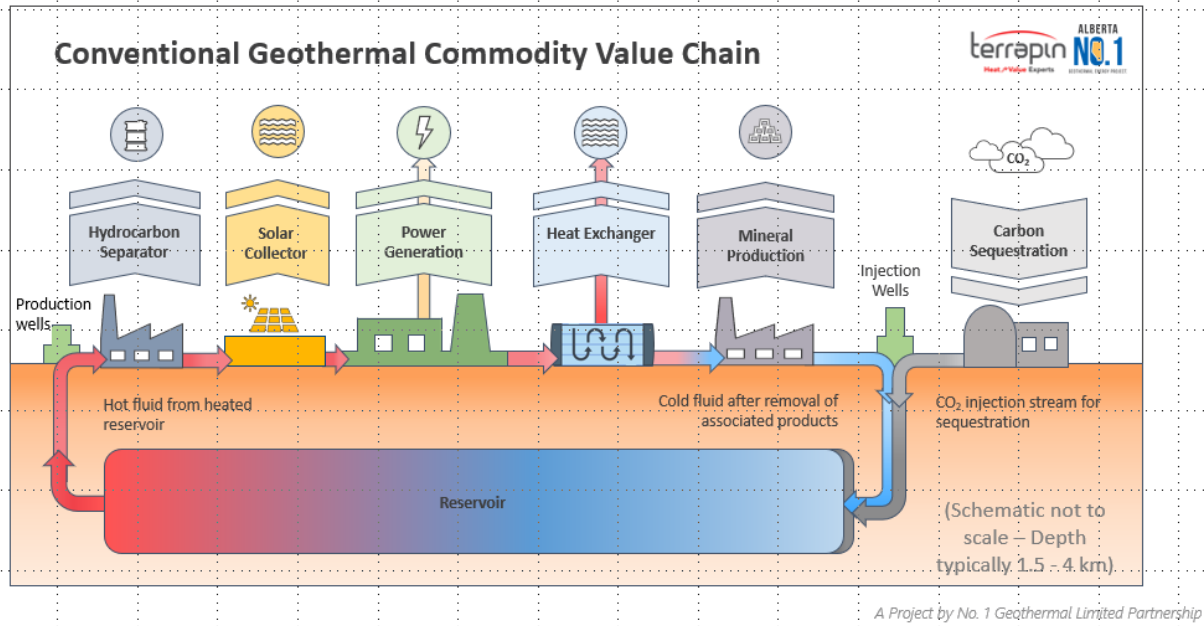 Conventional Geothermal Commodity Value Chain
terrapin
Heat for Value Experts
ALBERTA
NO.1
GEOTHERMAL ENERGY PROJECT
CO₂
Hydrocarbon
Separator
Solar
Collector
Power
Generation
Heat Exchanger
Mineral
Production
Carbon
Sequestration
Production
wells
Injection
Wells
Hot fluid from heated
reservoir
Cold fluid after removal of
associated products
CO₂ injection stream for
sequestration
Reservoir
(Schematic not to
scale – Depth
typically 1.5 - 4 km)
A Project by No. 1 Geothermal Limited Partnership